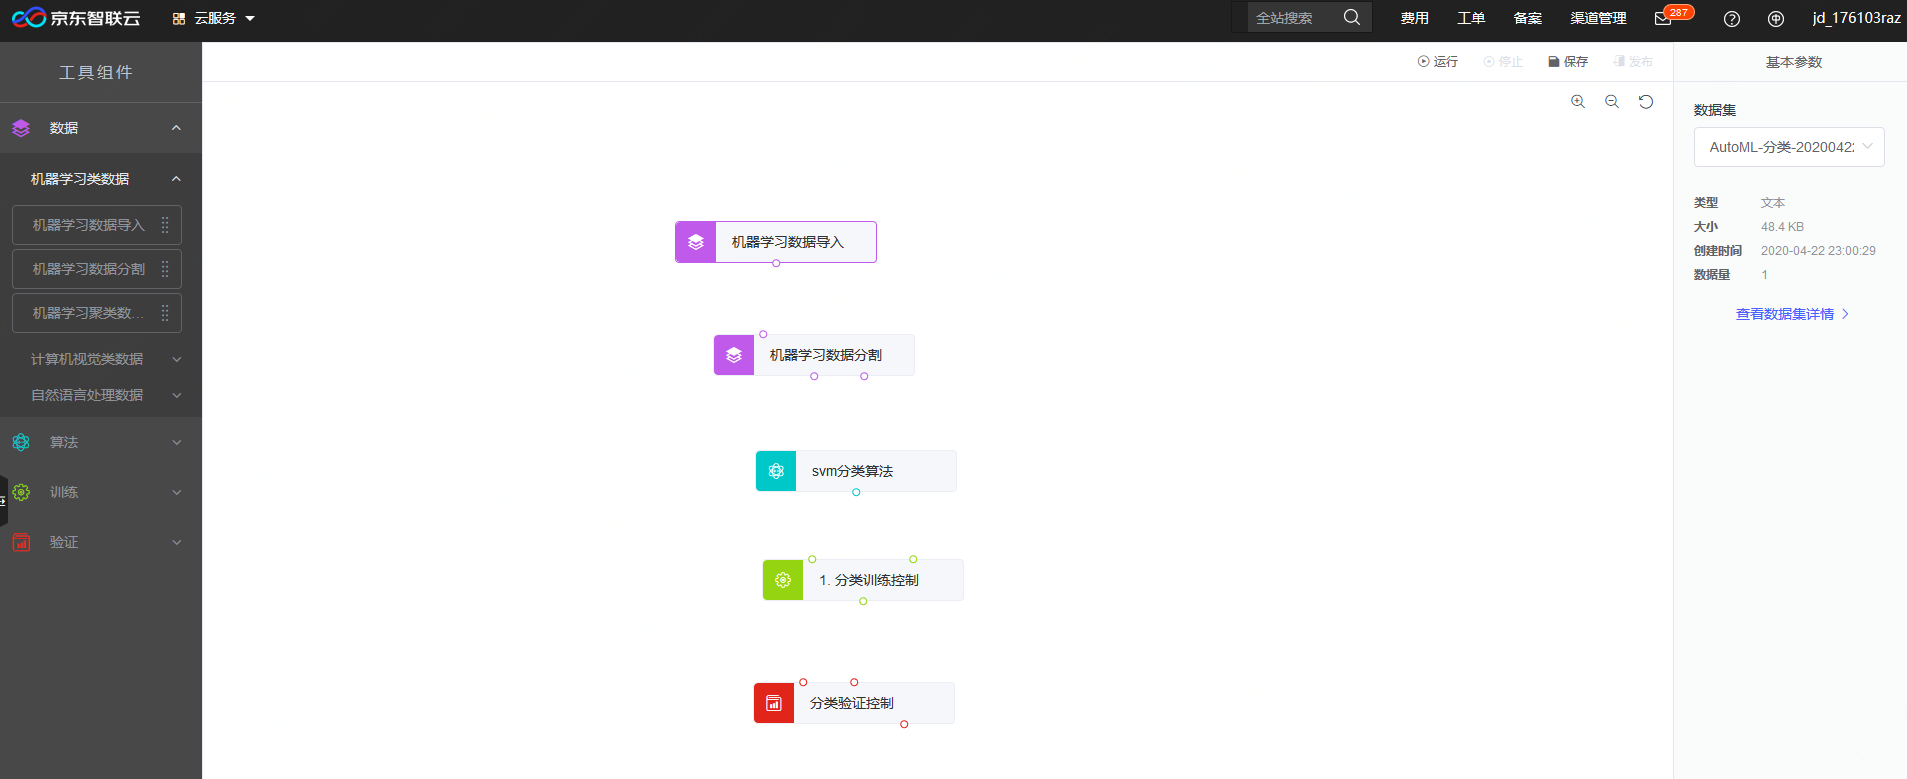 京东智联云
云服务
全站搜索
费用
工单
备案
渠道管理
287
jd_176103raz
工具组件
运行
停止
保存
发布
基本参数
数据
机器学习类数据
机器学习数据导入
机器学习数据分割
机器学习聚类数...
计算机视觉类数据
自然语言处理数据
算法
训练
验证
机器学习数据导入
机器学习数据分割
svm分类算法
1. 分类训练控制
分类验证控制
数据集
AutoML-分类-20200422
类型 文本
大小 48.4 KB
创建时间 2020-04-22 23:00:29
数据量 1
查看数据集详情